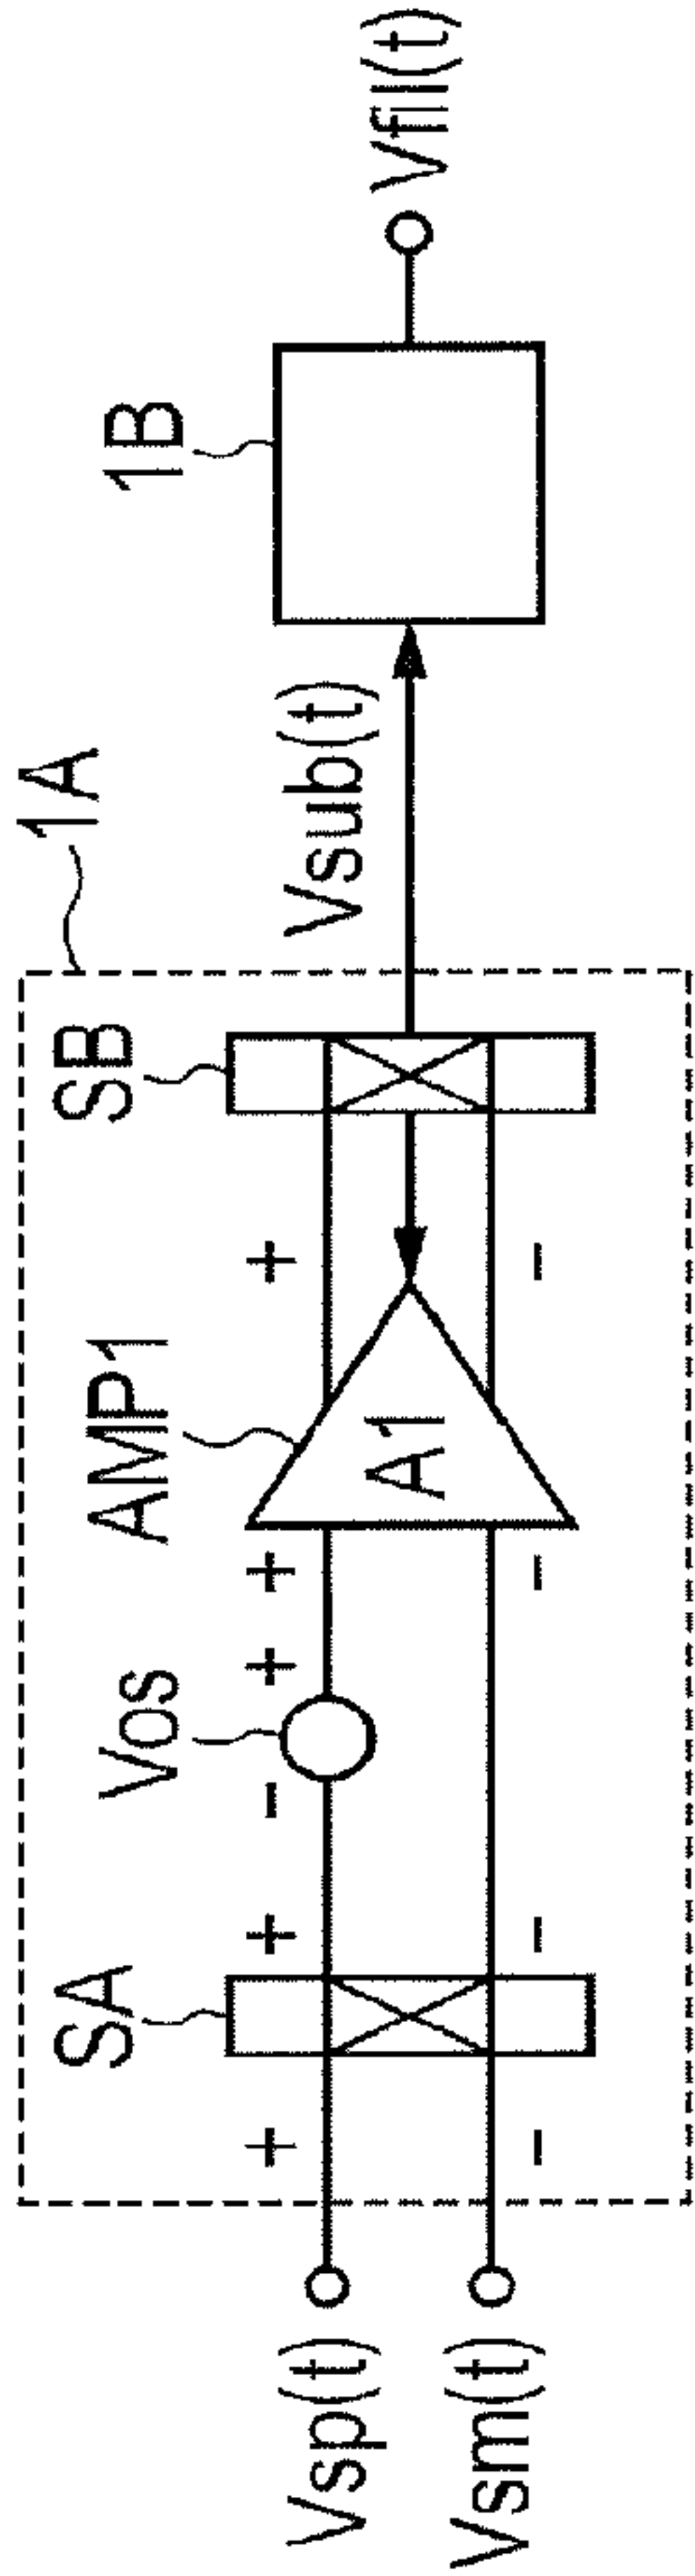 1A
SA
Vos
AMP1
SB
1B
+
+
-
+
+
+
Vsp(t)
A1
Vsub(t)
Vfil(t)
Vsm(t)
-
-
-
-